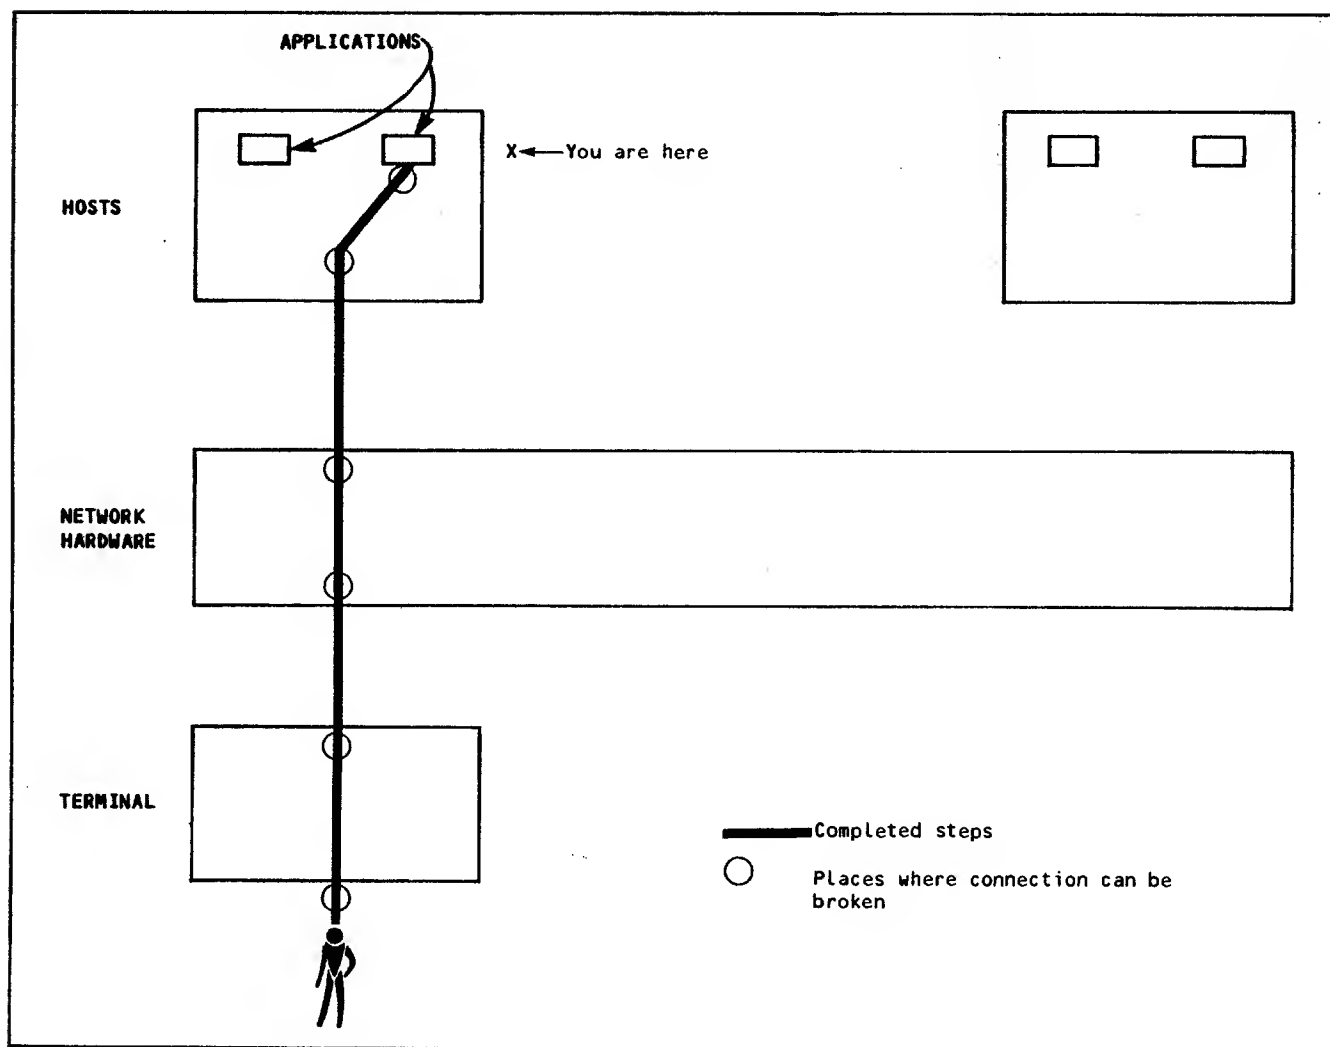 APPLICATIONS
X You are here
HOSTS
NETWORK
HARDWARE
TERMINAL
Completed steps
Places where connection can be
broken